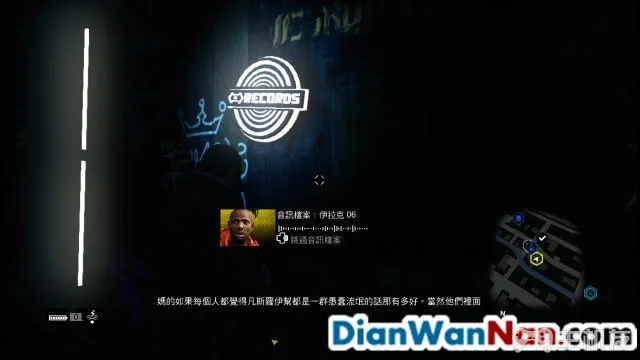 RECORDS
音訊檔案：伊拉克 06
跳過音訊檔案
0
N
媽的如果每個人都覺得凡斯羅伊幫都是一群愚蠢流氓的話那有多好。當然他們裡面
DianWanNan.com